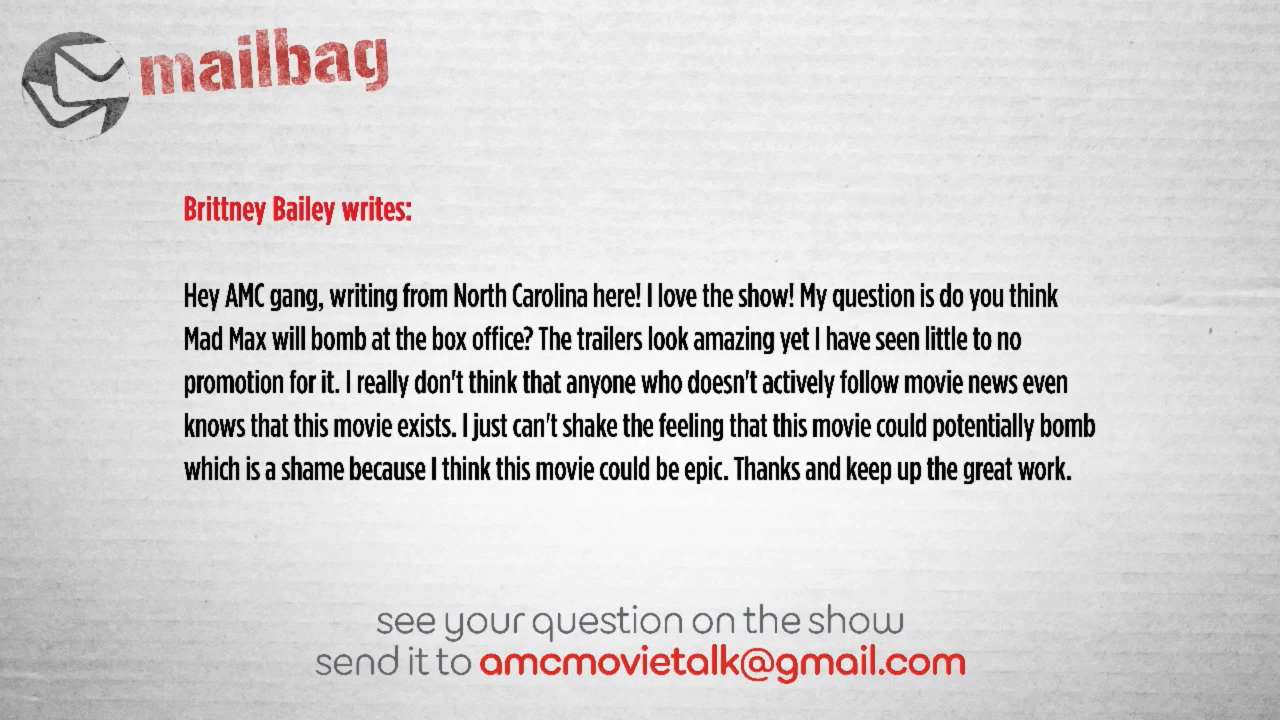 mailbag
Brittney Bailey writes:
Hey AMC gang, writing from North Carolina here! I love the show! My question is do you think
Mad Max will bomb at the box office? The trailers look amazing yet I have seen little to no
promotion for it. I really don't think that anyone who doesn't actively follow movie news even
knows that this movie exists. I just can't shake the feeling that this movie could potentially bomb
which is a shame because I think this movie could be epic. Thanks and keep up the great work.
see your question on the show
send it to amcmovietalk@gmail.com